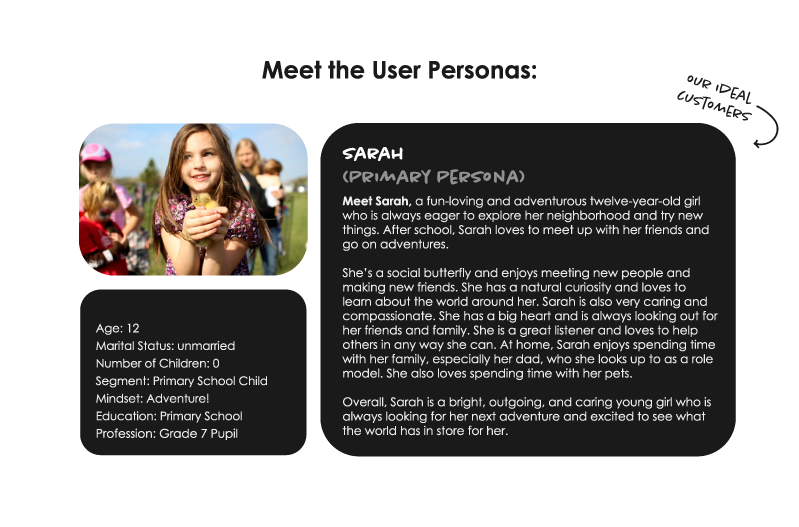 Meet the User Personas:
OUR IDEAL
CUSTOMERS
SARAH
(PRIMARY PERSONA)
Meet Sarah, a fun-loving and adventurous twelve-year-old girl
who is always eager to explore her neighborhood and try new
things. After school, Sarah loves to meet up with her friends and
go on adventures.
She's a social butterfly and enjoys meeting new people and
making new friends. She has a natural curiosity and loves to
learn about the world around her. Sarah is also very caring and
compassionate. She has a big heart and is always looking out for
her friends and family. She is a great listener and loves to help
others in any way she can. At home, Sarah enjoys spending time
with her family, especially her dad, who she looks up to as a role
model. She also loves spending time with her pets.
Overall, Sarah is a bright, outgoing, and caring young girl who is
always looking for her next adventure and excited to see what
the world has in store for her.
Age: 12
Marital Status: unmarried
Number of Children: 0
Segment: Primary School Child
Mindset: Adventure!
Education: Primary School
Profession: Grade 7 Pupil